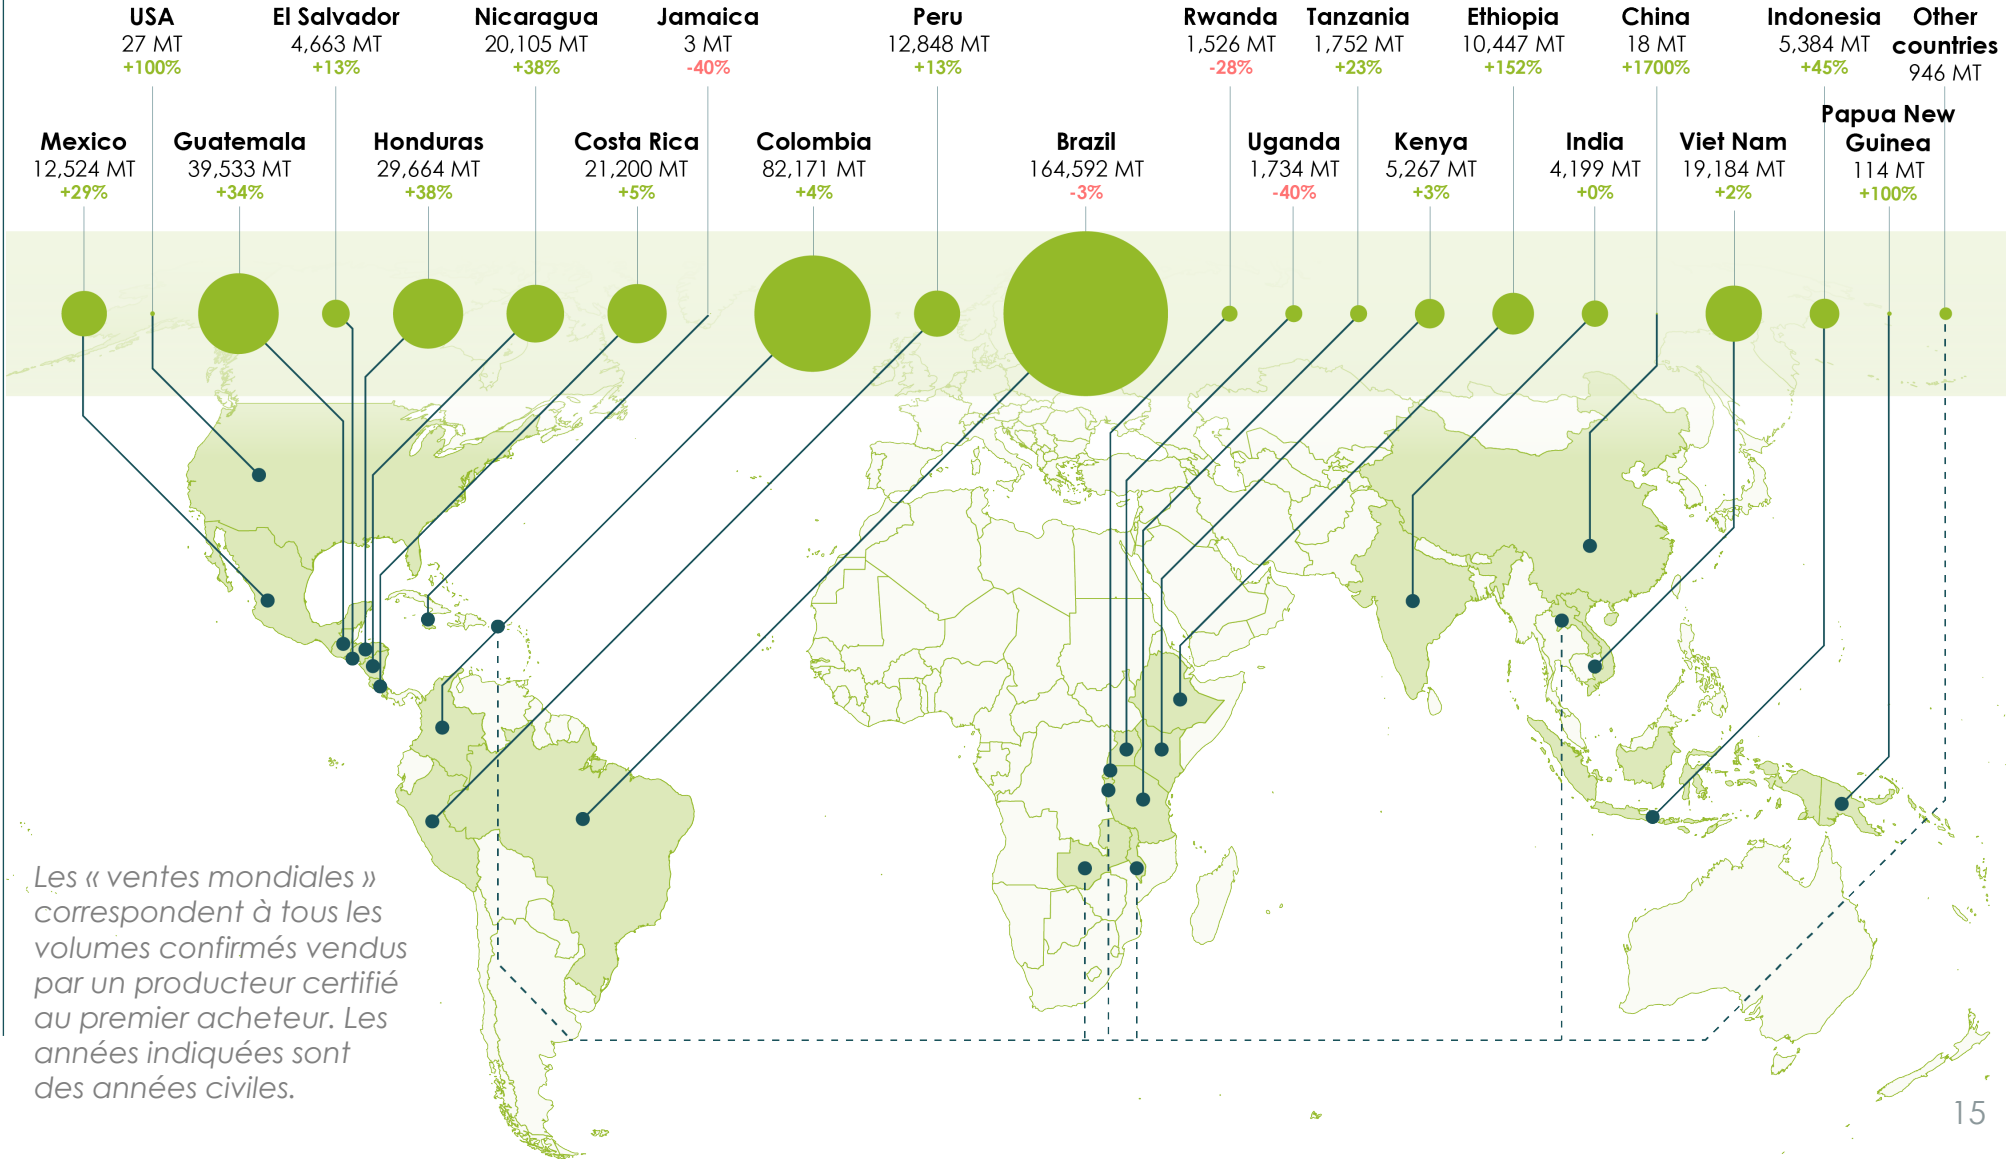 USA
27 MT
+100%
El Salvador
4,663 MT
+13%
Nicaragua
20,105 MT
+38%
Jamaica
3 MT
-40%
Peru
12,848 MT
+13%
Rwanda
1,526 MT
-28%
Tanzania
1,752 MT
+23%
Ethiopia
10,447 MT
+152%
China
18 MT
+1700%
Indonesia
5,384 MT
+45%
Other
countries
946 MT
Mexico
12,524 MT
+29%
Guatemala
39,533 MT
+34%
Honduras
29,664 MT
+38%
Costa Rica
21,200 MT
+5%
Colombia
82,171 MT
+4%
Brazil
164,592 MT
-3%
Uganda
1,734 MT
-40%
Kenya
5,267 MT
+3%
India
4,199 MT
+0%
Viet Nam
19,184 MT
+2%
Papua New
Guinea
114 MT
+100%
Les « ventes mondiales »
correspondent à tous les
volumes confirmés vendus
par un producteur certifié
au premier acheteur. Les
années indiquées sont
des années civiles.
15